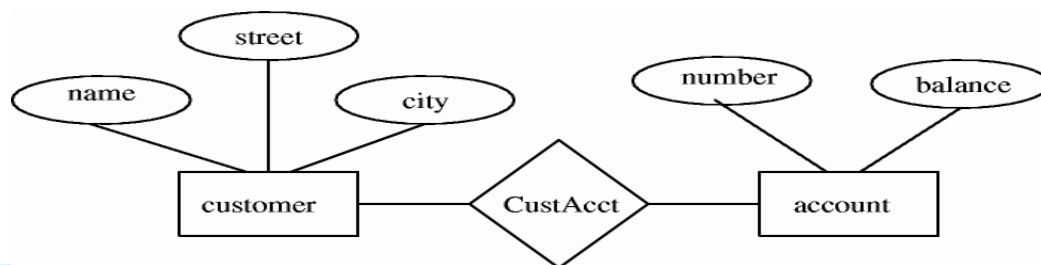 street
name
city
number
balance
customer
CustAcct
account